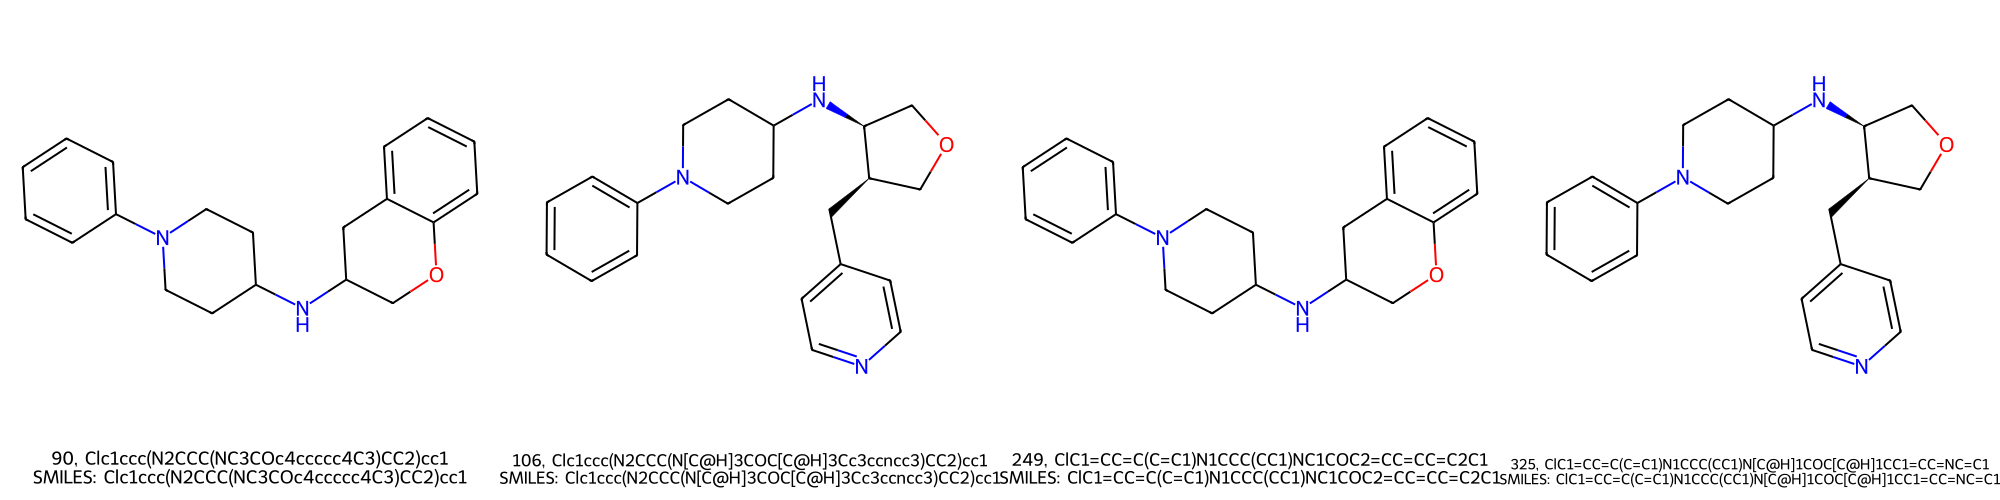 90, Clc1ccc(N2CCC(NC3COc4ccccc4C3)CC2)cc1
SMILES: Clc1ccc(N2CCC(NC3COc4ccccc4C3)CC2)cc1
106, Clc1ccc(N2CCC(N[C@H]3COC[C@H]3Cc3ccncc3)CC2)cc1
SMILES: Clc1ccc(N2CCC(N[C@H]3COC[C@H]3Cc3ccncc3)CC2)cc1
249, ClC1=CC=C(C=C1)N1CCC(CC1)NC1COC2=CC=CC=C2C1
SMILES: ClC1=CC=C(C=C1)N1CCC(CC1)NC1COC2=CC=CC=C2C1
325, ClC1=CC=C(C=C1)N1CCC(CC1)N[C@H]1COC[C@H]1CC1=CC=NC=C1
SMILES: ClC1=CC=C(C=C1)N1CCC(CC1)N[C@H]1COC[C@H]1CC1=CC=NC=C1
N
N
H
O
N
H
N
O
N
N
N
H
O
N
H
N
O
N